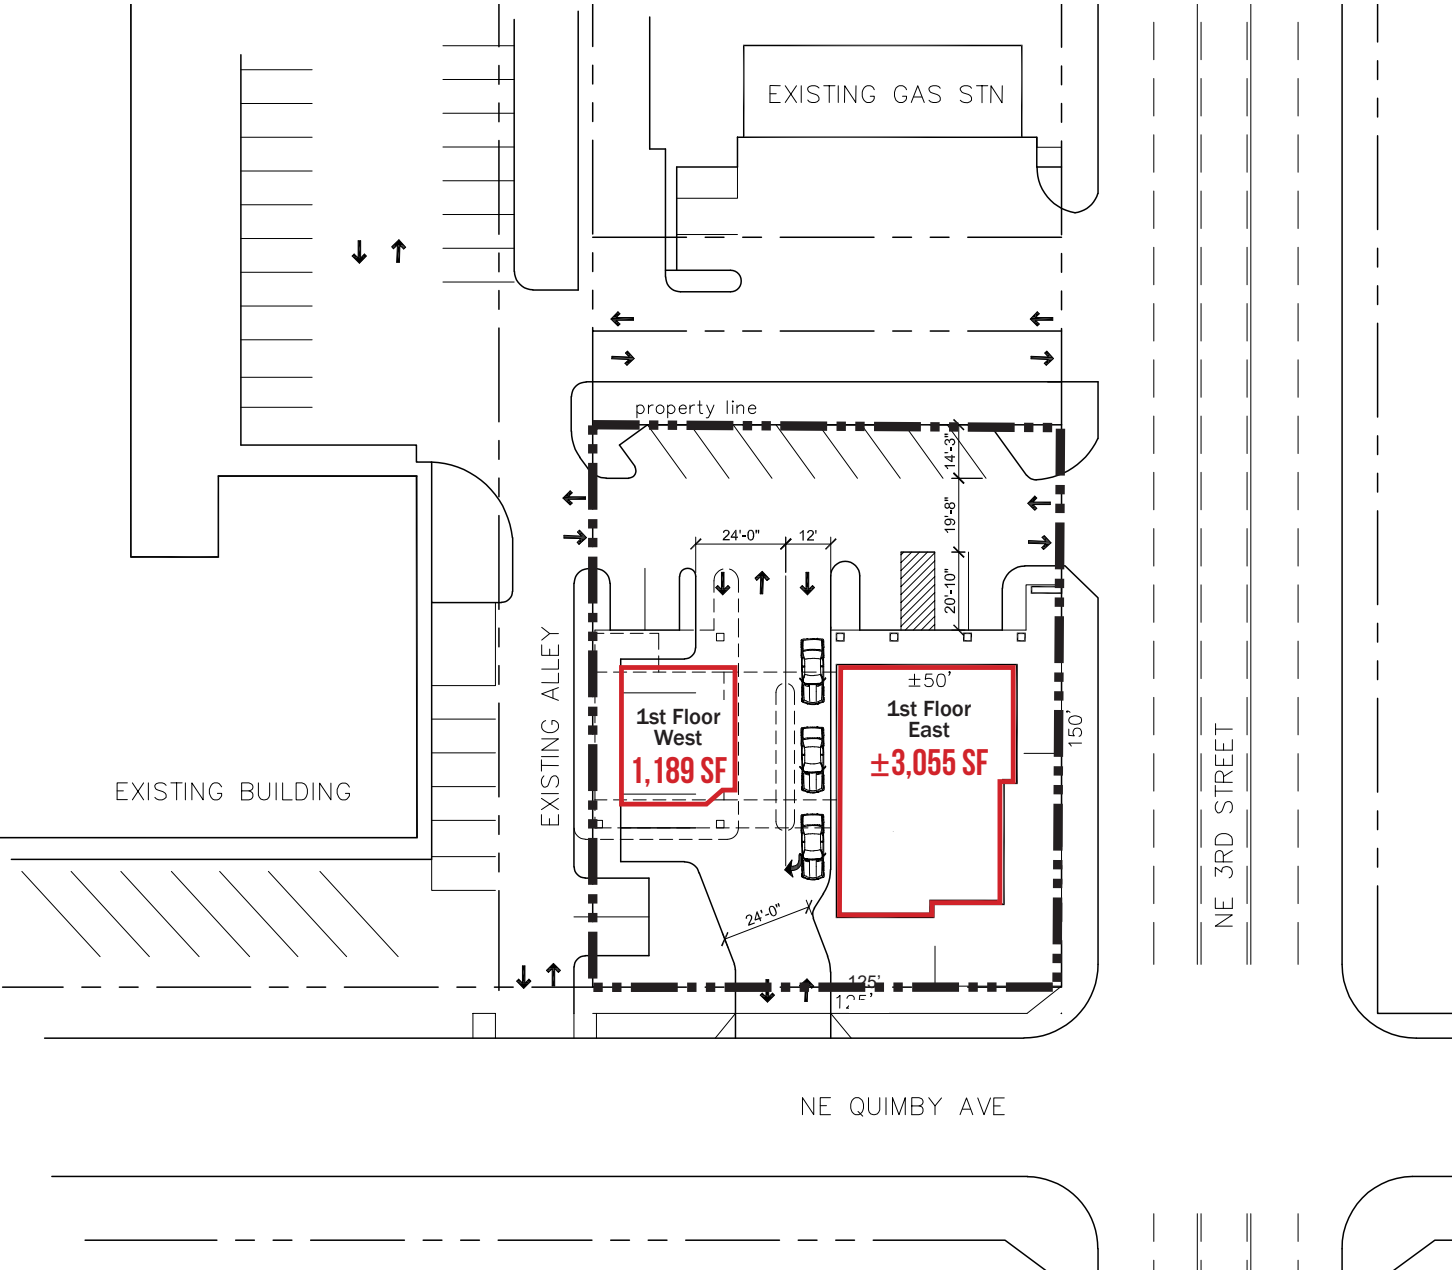 EXISTING GAS STN
property line
14'-3"
19'-8"
24'-0"
12'
20'-10"
EXISTING ALLEY
±50'
1st Floor
West
1,189 SF
1st Floor
East
±3,055 SF
150'
NE 3RD STREET
EXISTING BUILDING
24'-0"
125'
125'
NE QUIMBY AVE